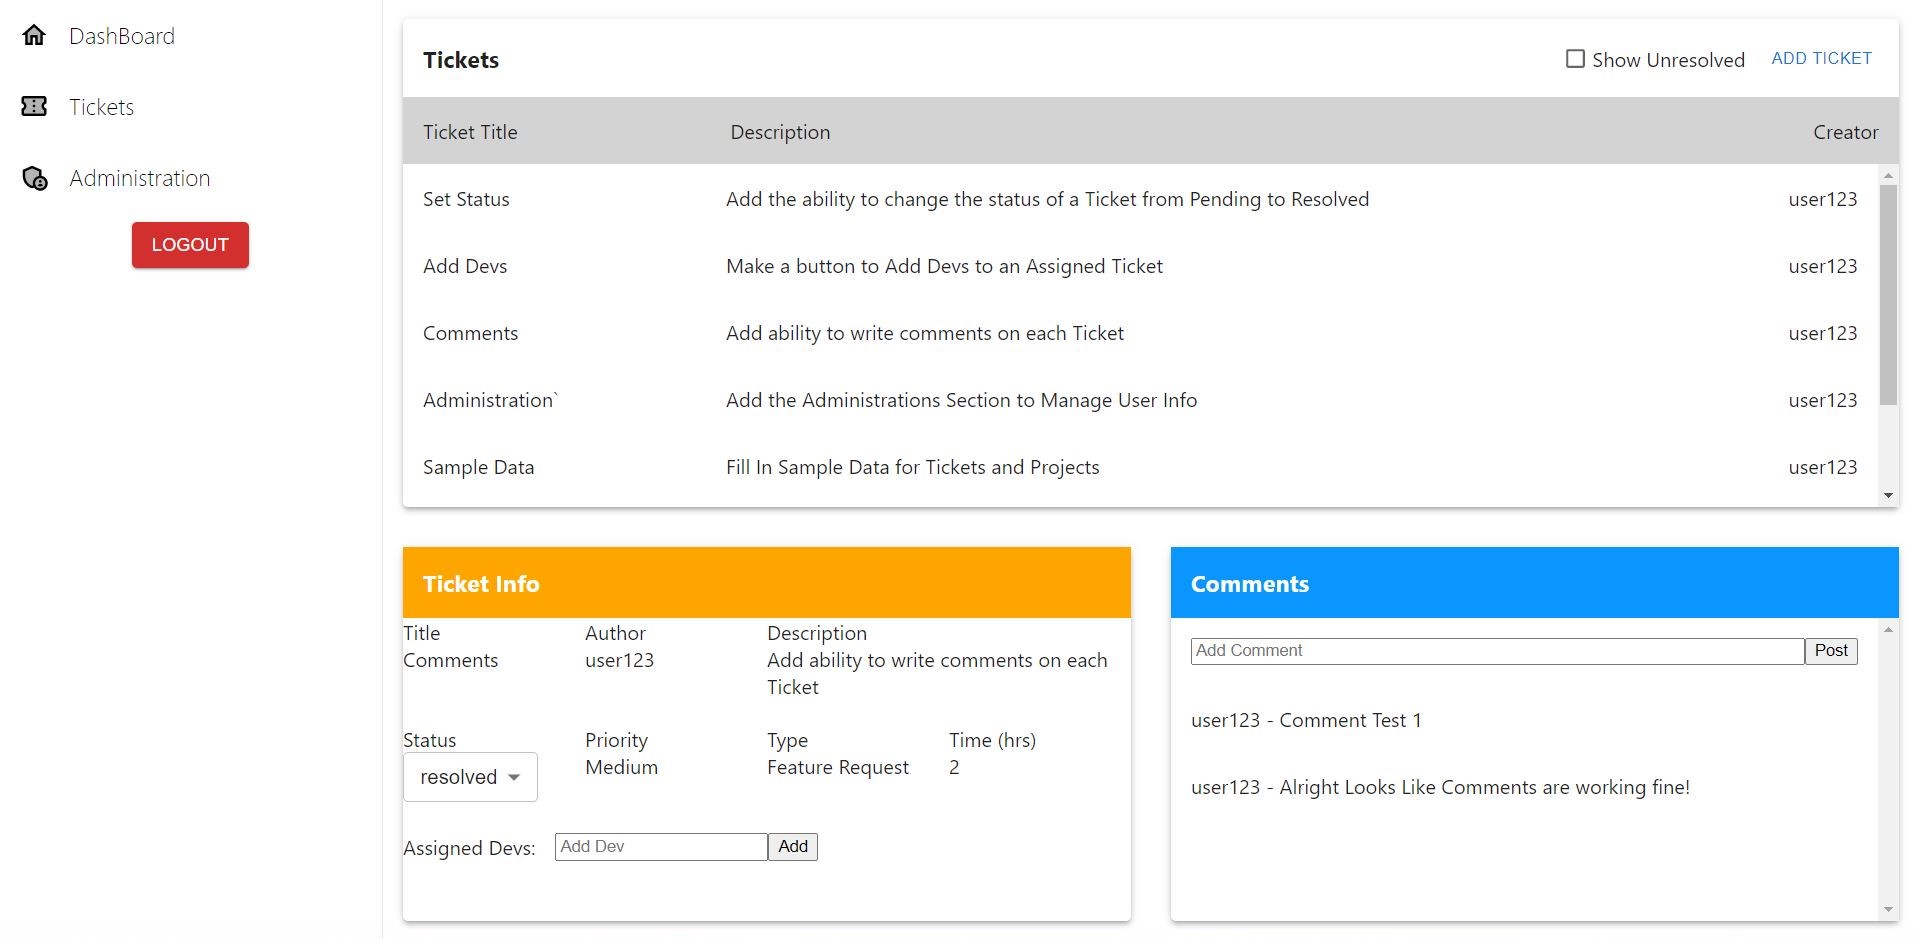 DashBoard
Tickets
Administration
LOGOUT
Tickets
Show Unresolved ADD TICKET
Ticket Title Description Creator
Set Status Add the ability to change the status of a Ticket from Pending to Resolved user123
Add Devs Make a button to Add Devs to an Assigned Ticket user123
Comments Add ability to write comments on each Ticket user123
Administration` Add the Administrations Section to Manage User Info user123
Sample Data Fill In Sample Data for Tickets and Projects user123
Ticket Info
Title Author Description
Comments user123 Add ability to write comments on each
Ticket
Status Priority Type Time (hrs)
resolved Medium Feature Request 2
Assigned Devs: Add Dev Add
Comments
Add Comment Post
user123 - Comment Test 1
user123 - Alright Looks Like Comments are working fine!